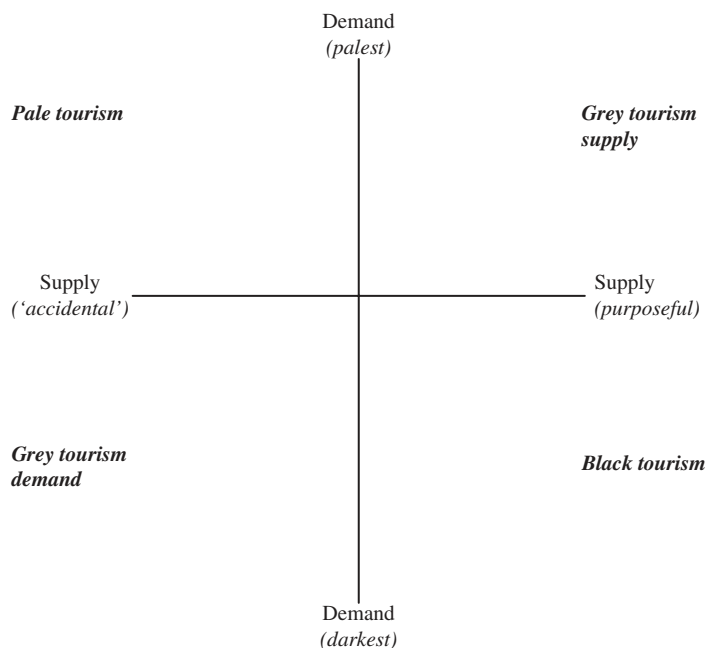 Demand
(palest)
Pale tourism
Grey tourism
supply
Supply
(‘accidental’)
Supply
(purposeful)
Grey tourism
demand
Black tourism
Demand
(darkest)